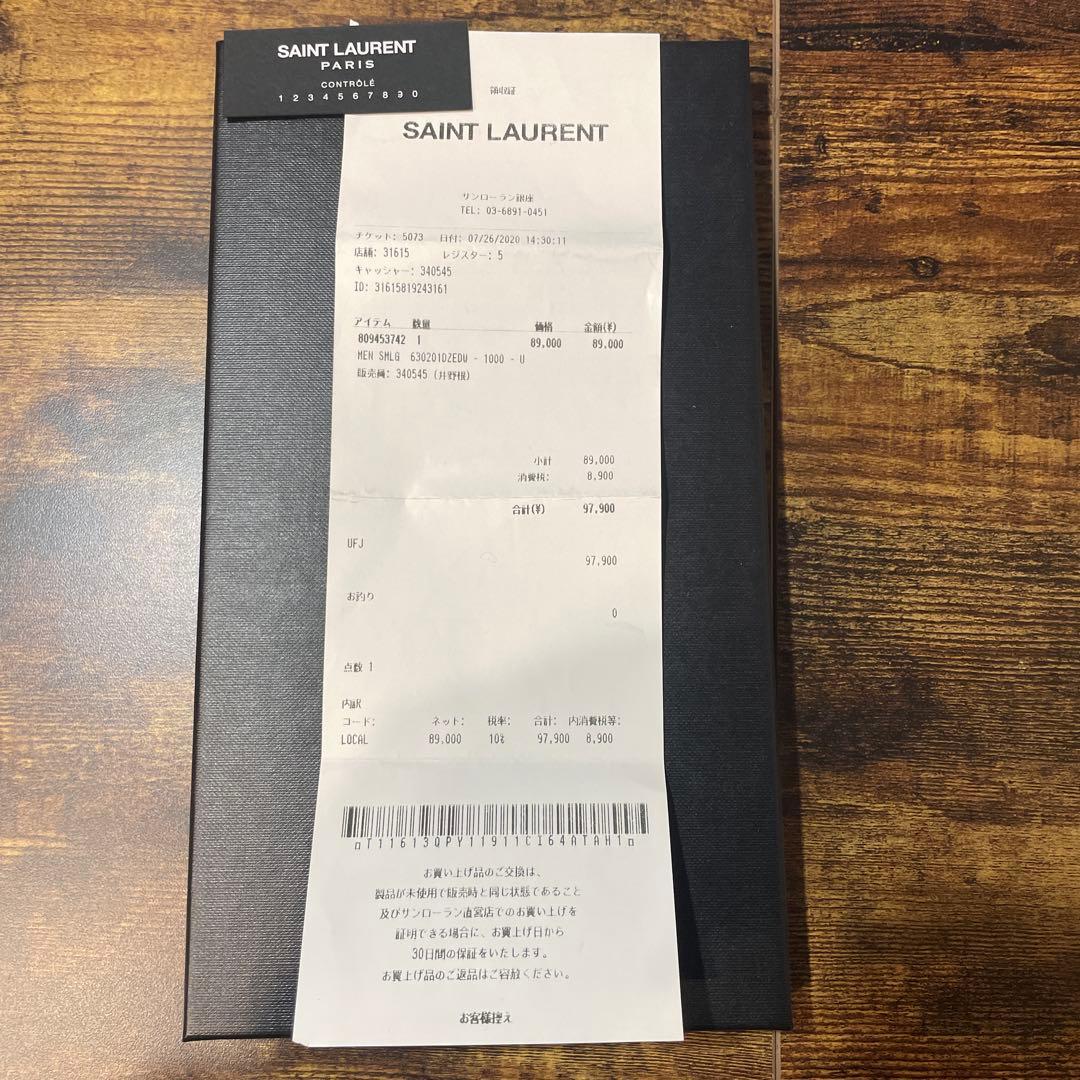 SAINT LAURENT
PARIS
CONTRÔLÉ
1 2 3 4 5 6 7 8 9 0
領収証
SAINT LAURENT
サンローラン銀座
TEL: 03-6891-0451
チケット: 5073 日付: 07/26/2020 14:30:11
店舗: 31615 レジスター: 5
キャッシャー: 340545
ID: 31615819243161
アイテム 数量 価格 金額(¥)
809453742 1 89,000 89,000
MEN SMLG 630201DZEDW - 1000 - U
販売員: 340545 (井野根)
小計 89,000
消費税: 8,900
合計(¥) 97,900
UFJ
97,900
お釣り
0
点数 1
内訳
コード: ネット: 税率: 合計: 内消費税等:
LOCAL 89,000 10% 97,900 8,900
T11613QPY11911CI64ATAH1
お買い上げ品のご交換は、
製品が未使用で販売時と同じ状態であること
及びサンローラン直営店でのお買い上げを
証明できる場合に、お買上げ日から
30日間の保証をいたします。
お買上げ品のご返品はご容赦ください。
お客様控え